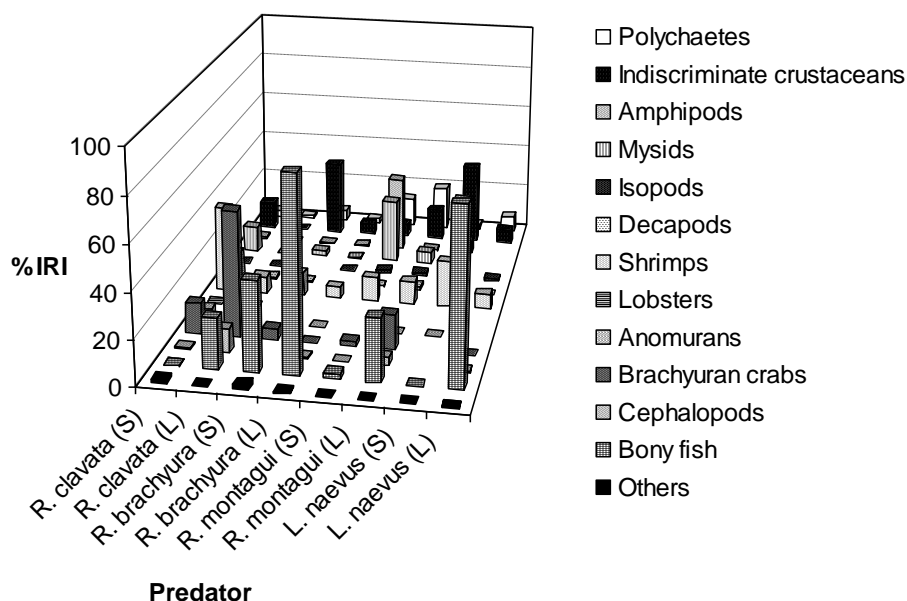 100
80
60
40
20
0
%IRI
R. clavata (S)
R. clavata (L)
R. brachyura (S)
R. brachyura (L)
R. montagui (S)
R. montagui (L)
L. naevus (S)
L. naevus (L)
Predator
Polychaetes
Indiscriminate crustaceans
Amphipods
Mysids
Isopods
Decapods
Shrimps
Lobsters
Anomurans
Brachyuran crabs
Cephalopods
Bony fish
Others